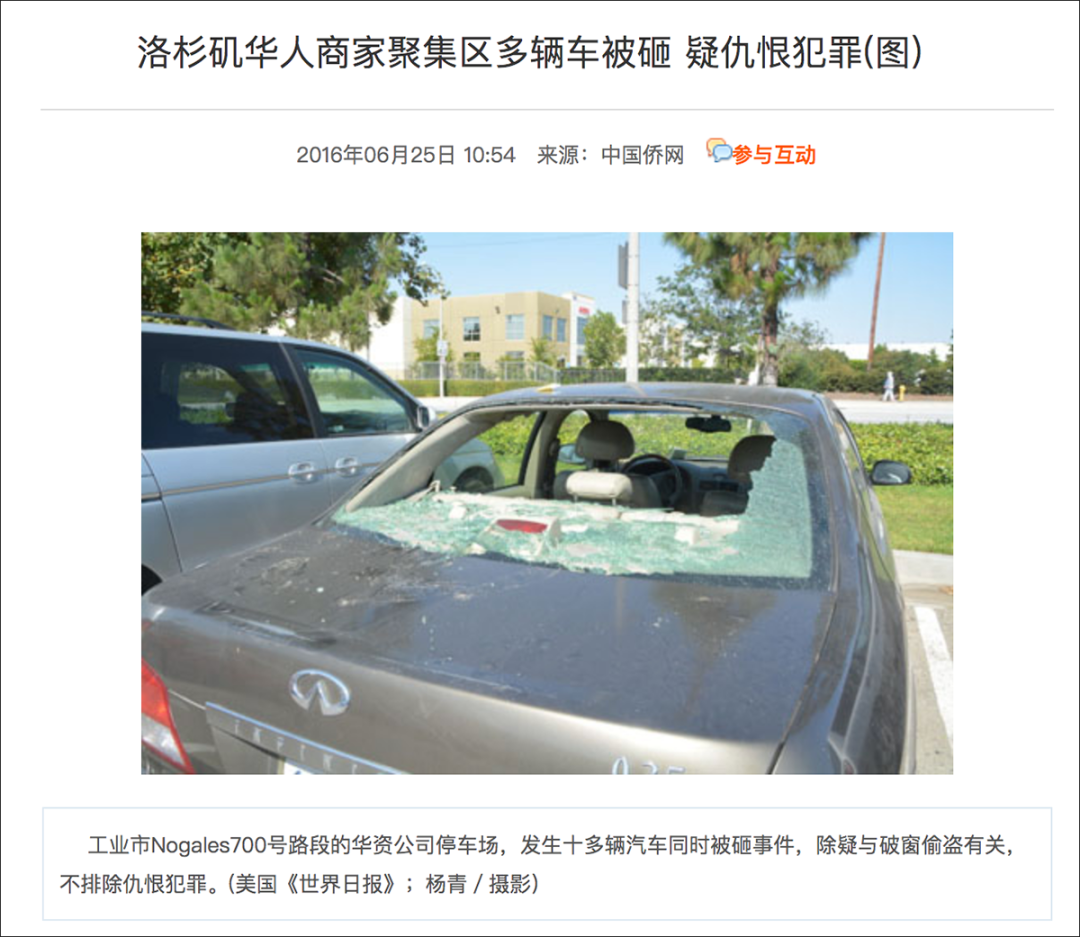 洛杉矶华人商家聚集区多辆车被砸 疑仇恨犯罪(图)
2016年06月25日 10:54 来源：中国侨网 参与互动
INFINITI
工业市Nogales700号路段的华资公司停车场，发生十多辆汽车同时被砸事件，除疑与破窗偷盗有关，
不排除仇恨犯罪。（美国《世界日报》；杨青 / 摄影）